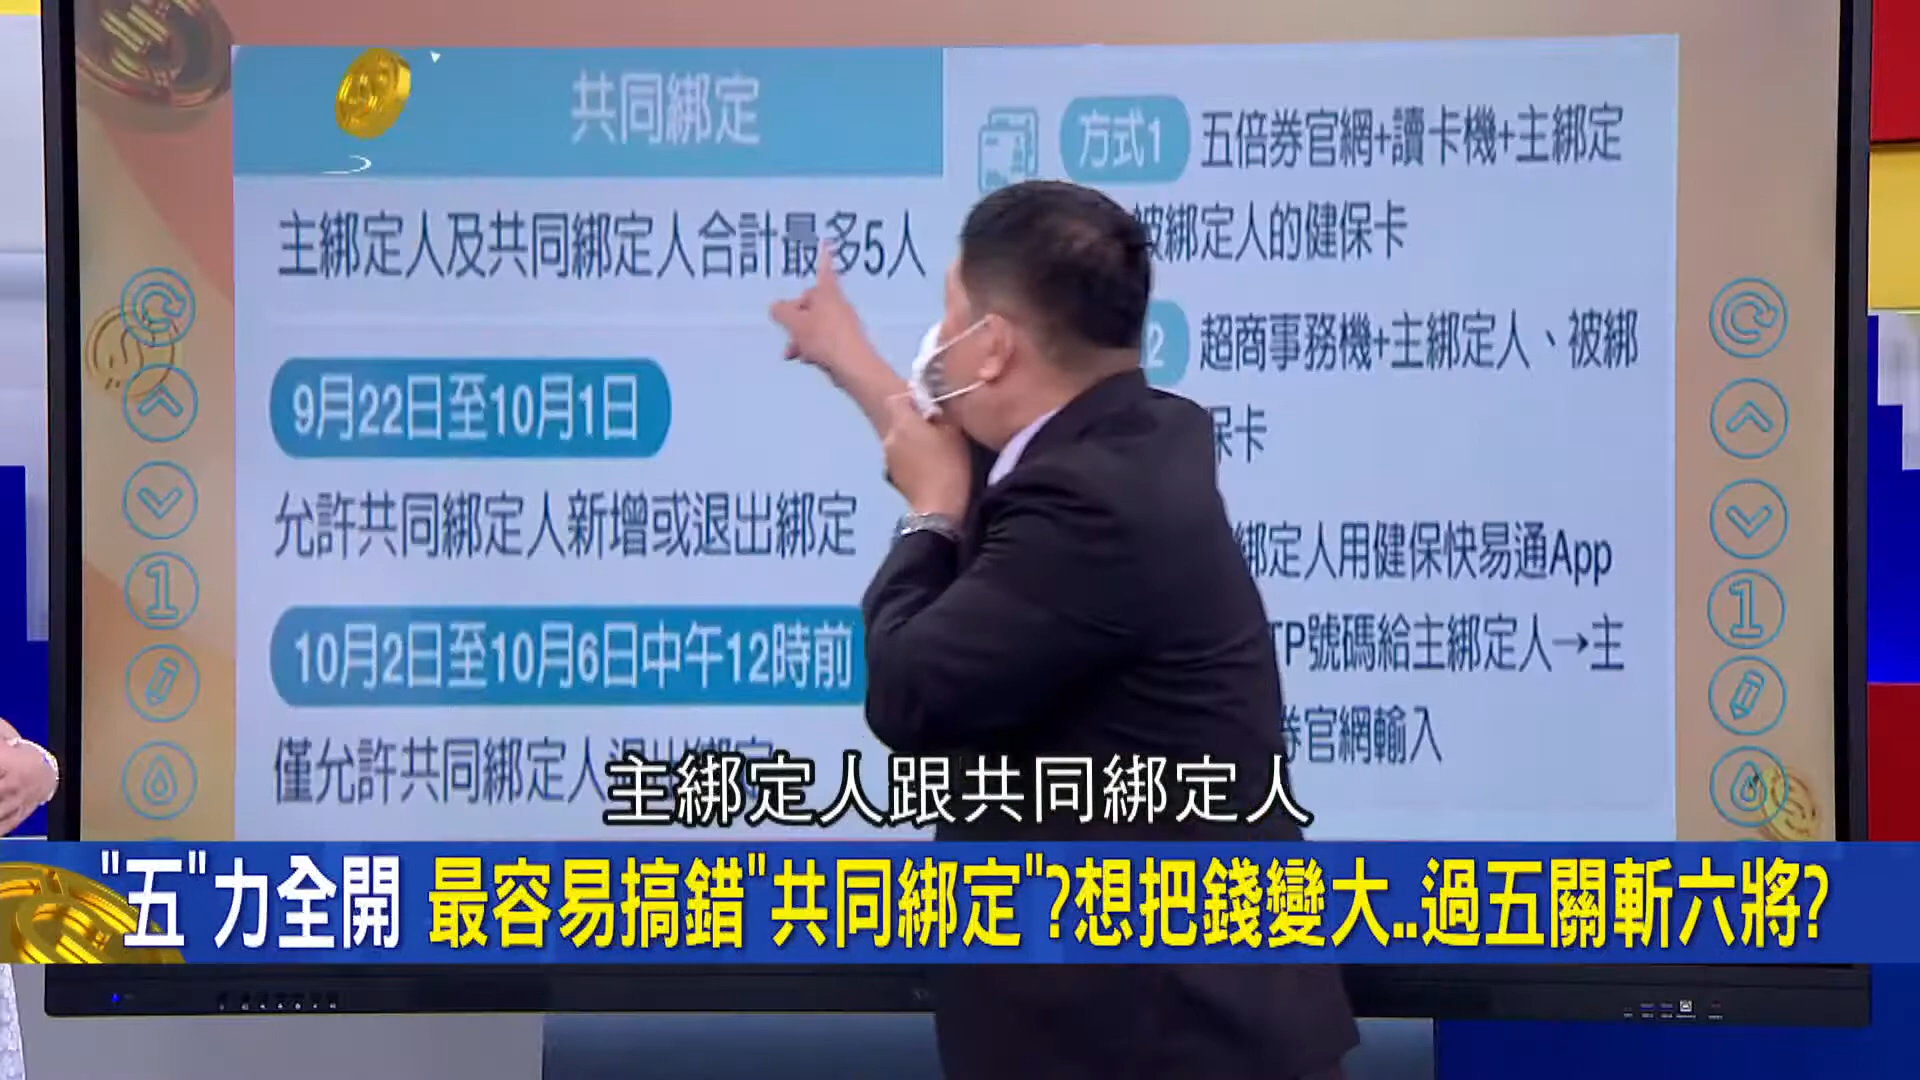 共同綁定
主綁定人及共同綁定人合計最多5人
9月22日至10月1日
允許共同綁定人新增或退出綁定
10月2日至10月6日中午12時前
僅允許共同綁定人退出綁定
方式1 五倍券官網+讀卡機+主綁定
被綁定人的健保卡
2 超商事務機+主綁定人、被綁
保卡
綁定人用健保快易通App
TP號碼給主綁定人→主
券官網輸入
1
1
主綁定人跟共同綁定人
"五"力全開 最容易搞錯"共同綁定"?想把錢變大..過五關斬六將?